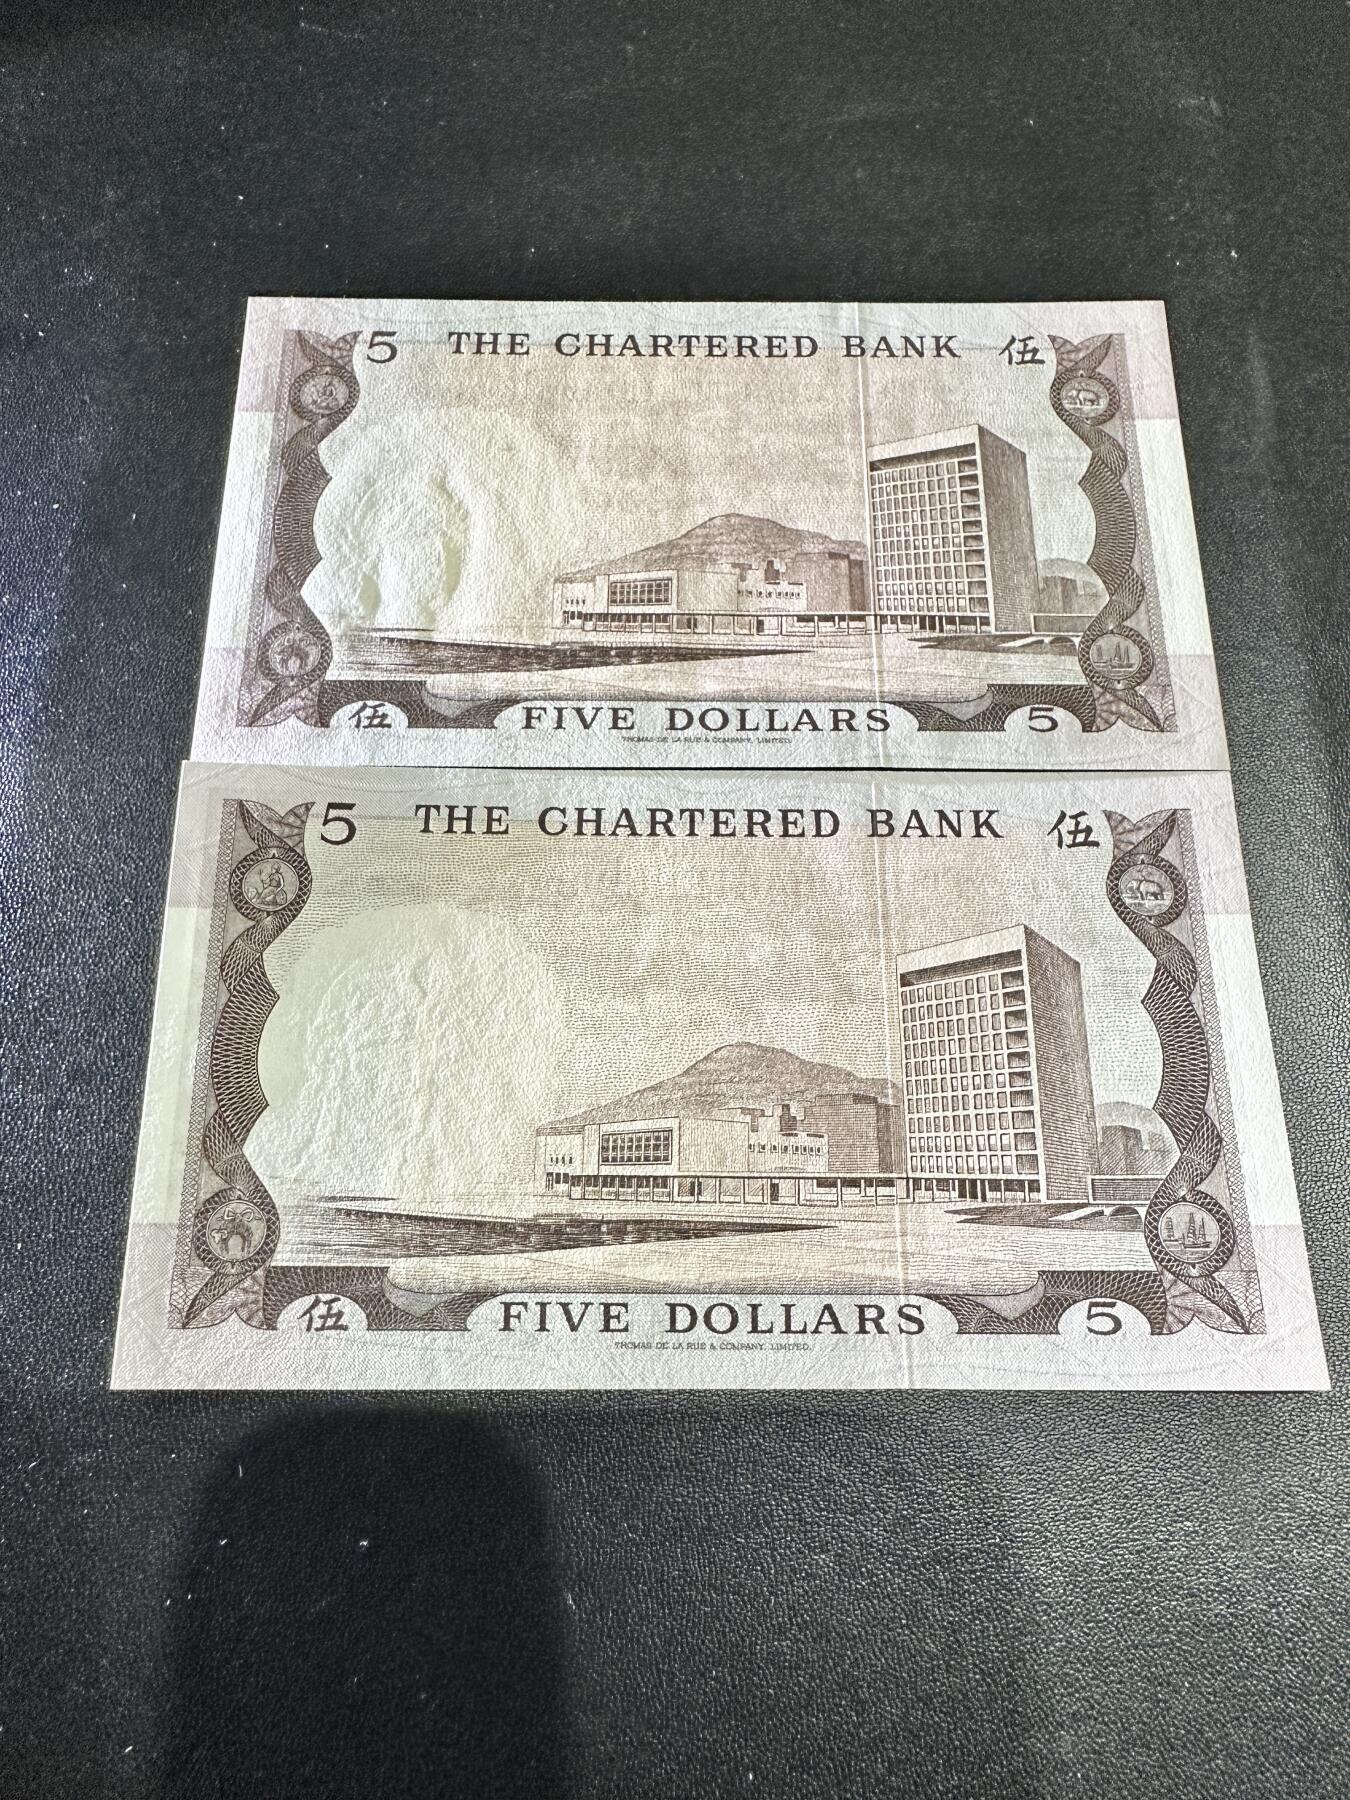 5 THE CHARTERED BANK 伍
伍 FIVE DOLLARS 5
THOMAS DE LA RUE & COMPANY, LIMITED.
5 THE CHARTERED BANK 伍
伍 FIVE DOLLARS 5
THOMAS DE LA RUE & COMPANY, LIMITED.